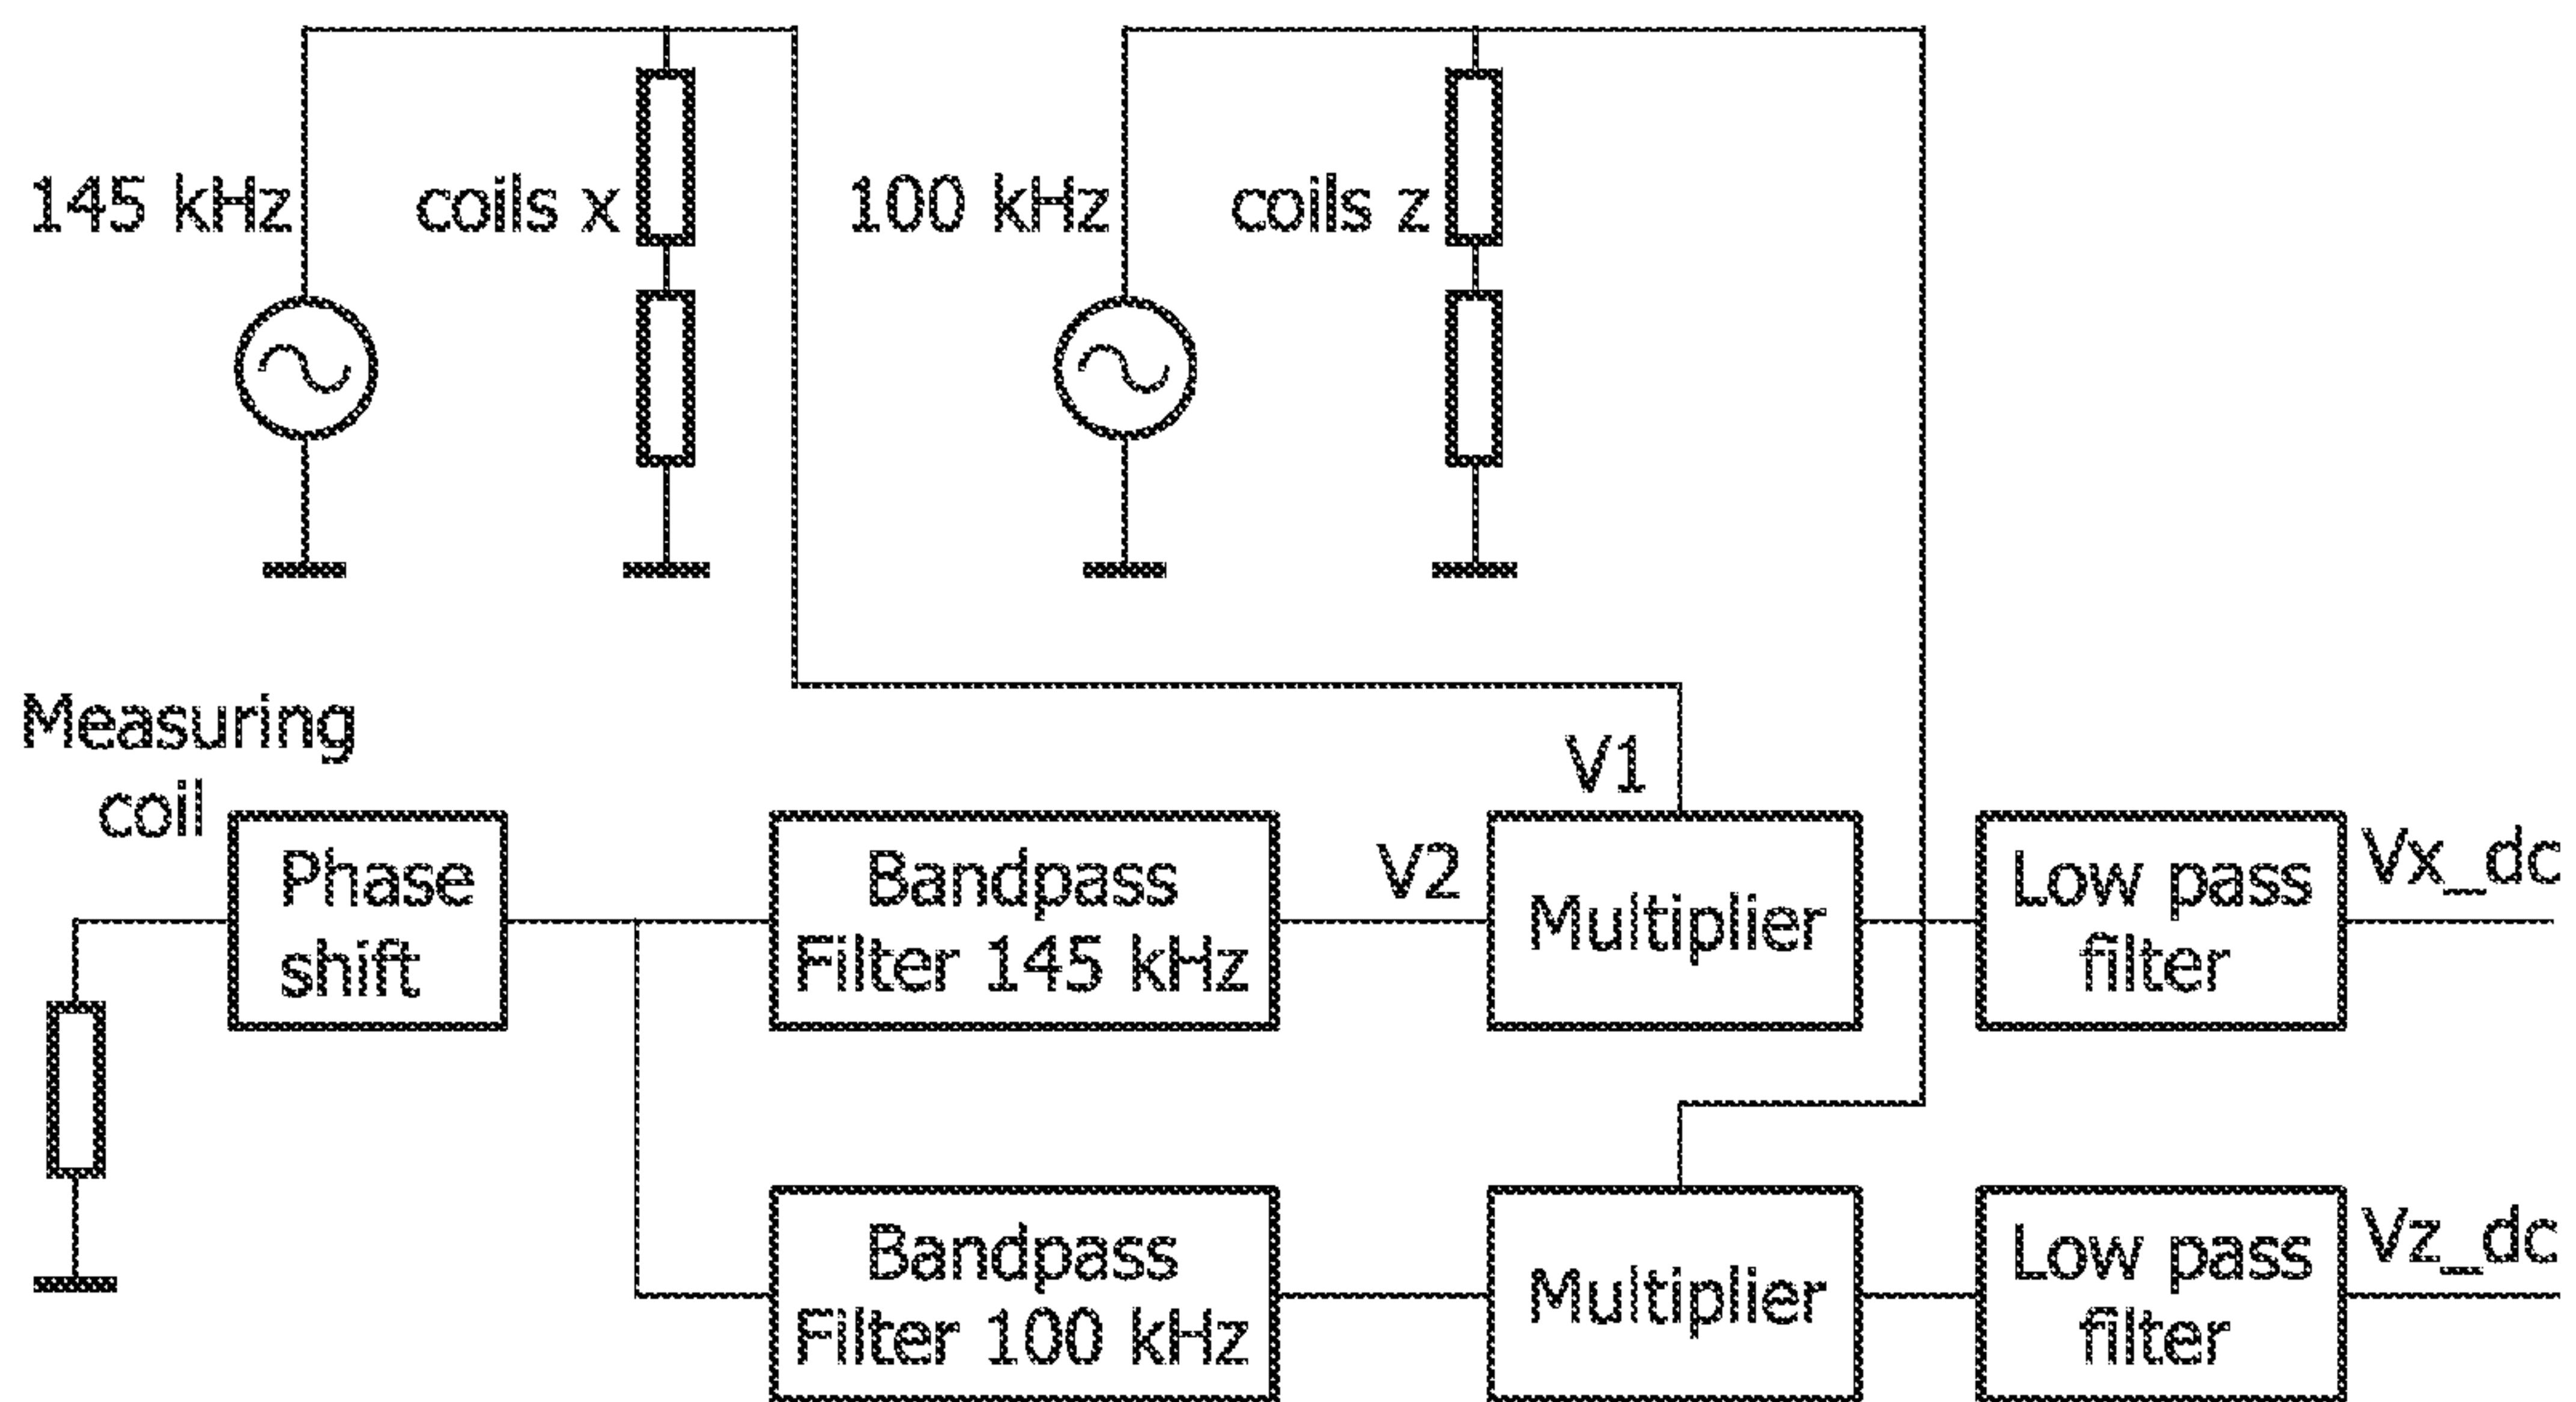 145 kHz
coils x
100 kHz
coils z
Measuring
coil
Phase
shift
Bandpass
Filter 145 kHz
V2
V1
Multiplier
Low pass
filter
Vx_dc
Bandpass
Filter 100 kHz
Multiplier
Low pass
filter
Vz_dc